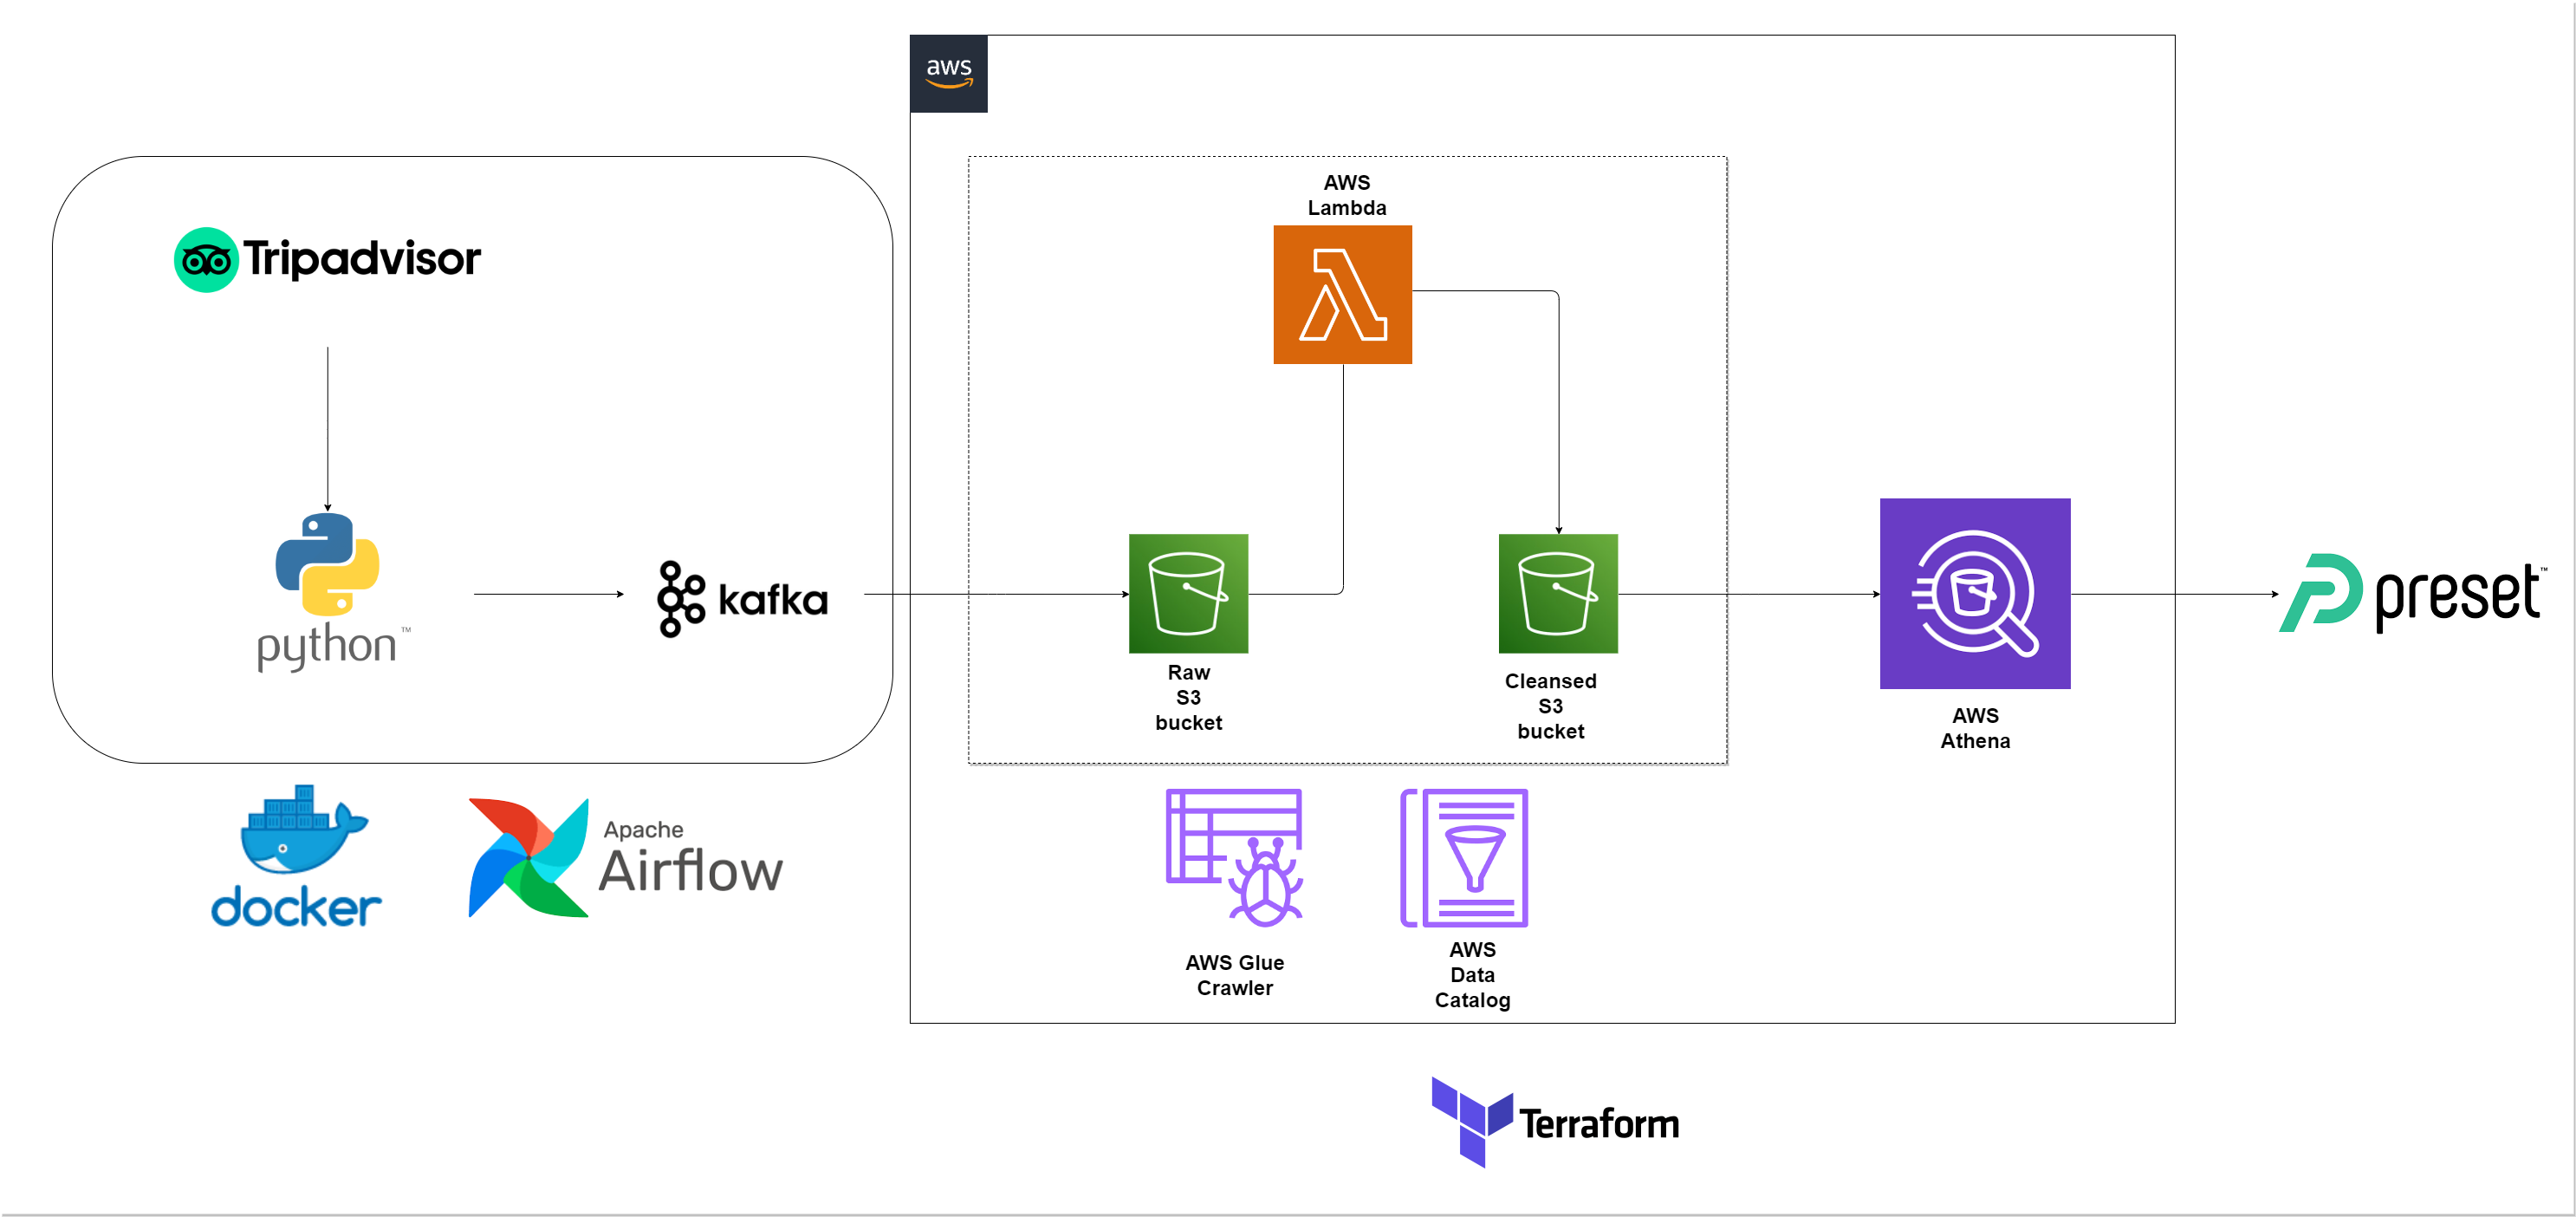 aws
Tripadvisor
AWS
Lambda
python™
kafka
Raw
S3
bucket
Cleansed
S3
bucket
AWS
Athena
preset™
docker
Apache
Airflow
AWS Glue
Crawler
AWS
Data
Catalog
Terraform